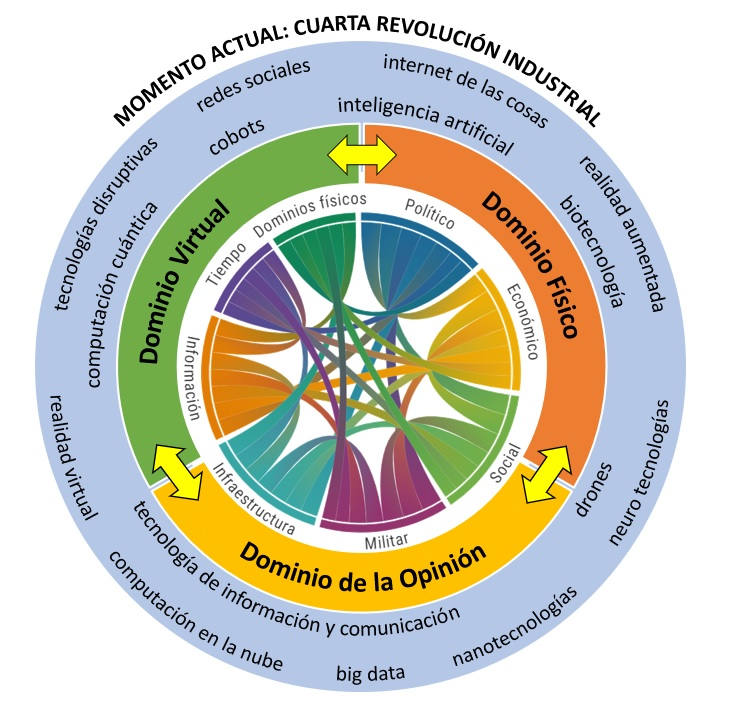 MOMENTO ACTUAL: CUARTA REVOLUCIÓN INDUSTRIAL
redes sociales
internet de las cosas
cobots
inteligencia artificial
tecnologías disruptivas
realidad aumentada
computación cuántica
biotecnología
Dominio Virtual
Dominio Físico
Dominios físicos
Político
Tiempo
Económico
Información
Social
Infraestructura
Militar
Dominio de la Opinión
realidad virtual
neuro tecnologías
drones
tecnología de información y comunicación
computación en la nube
nanotecnologías
big data